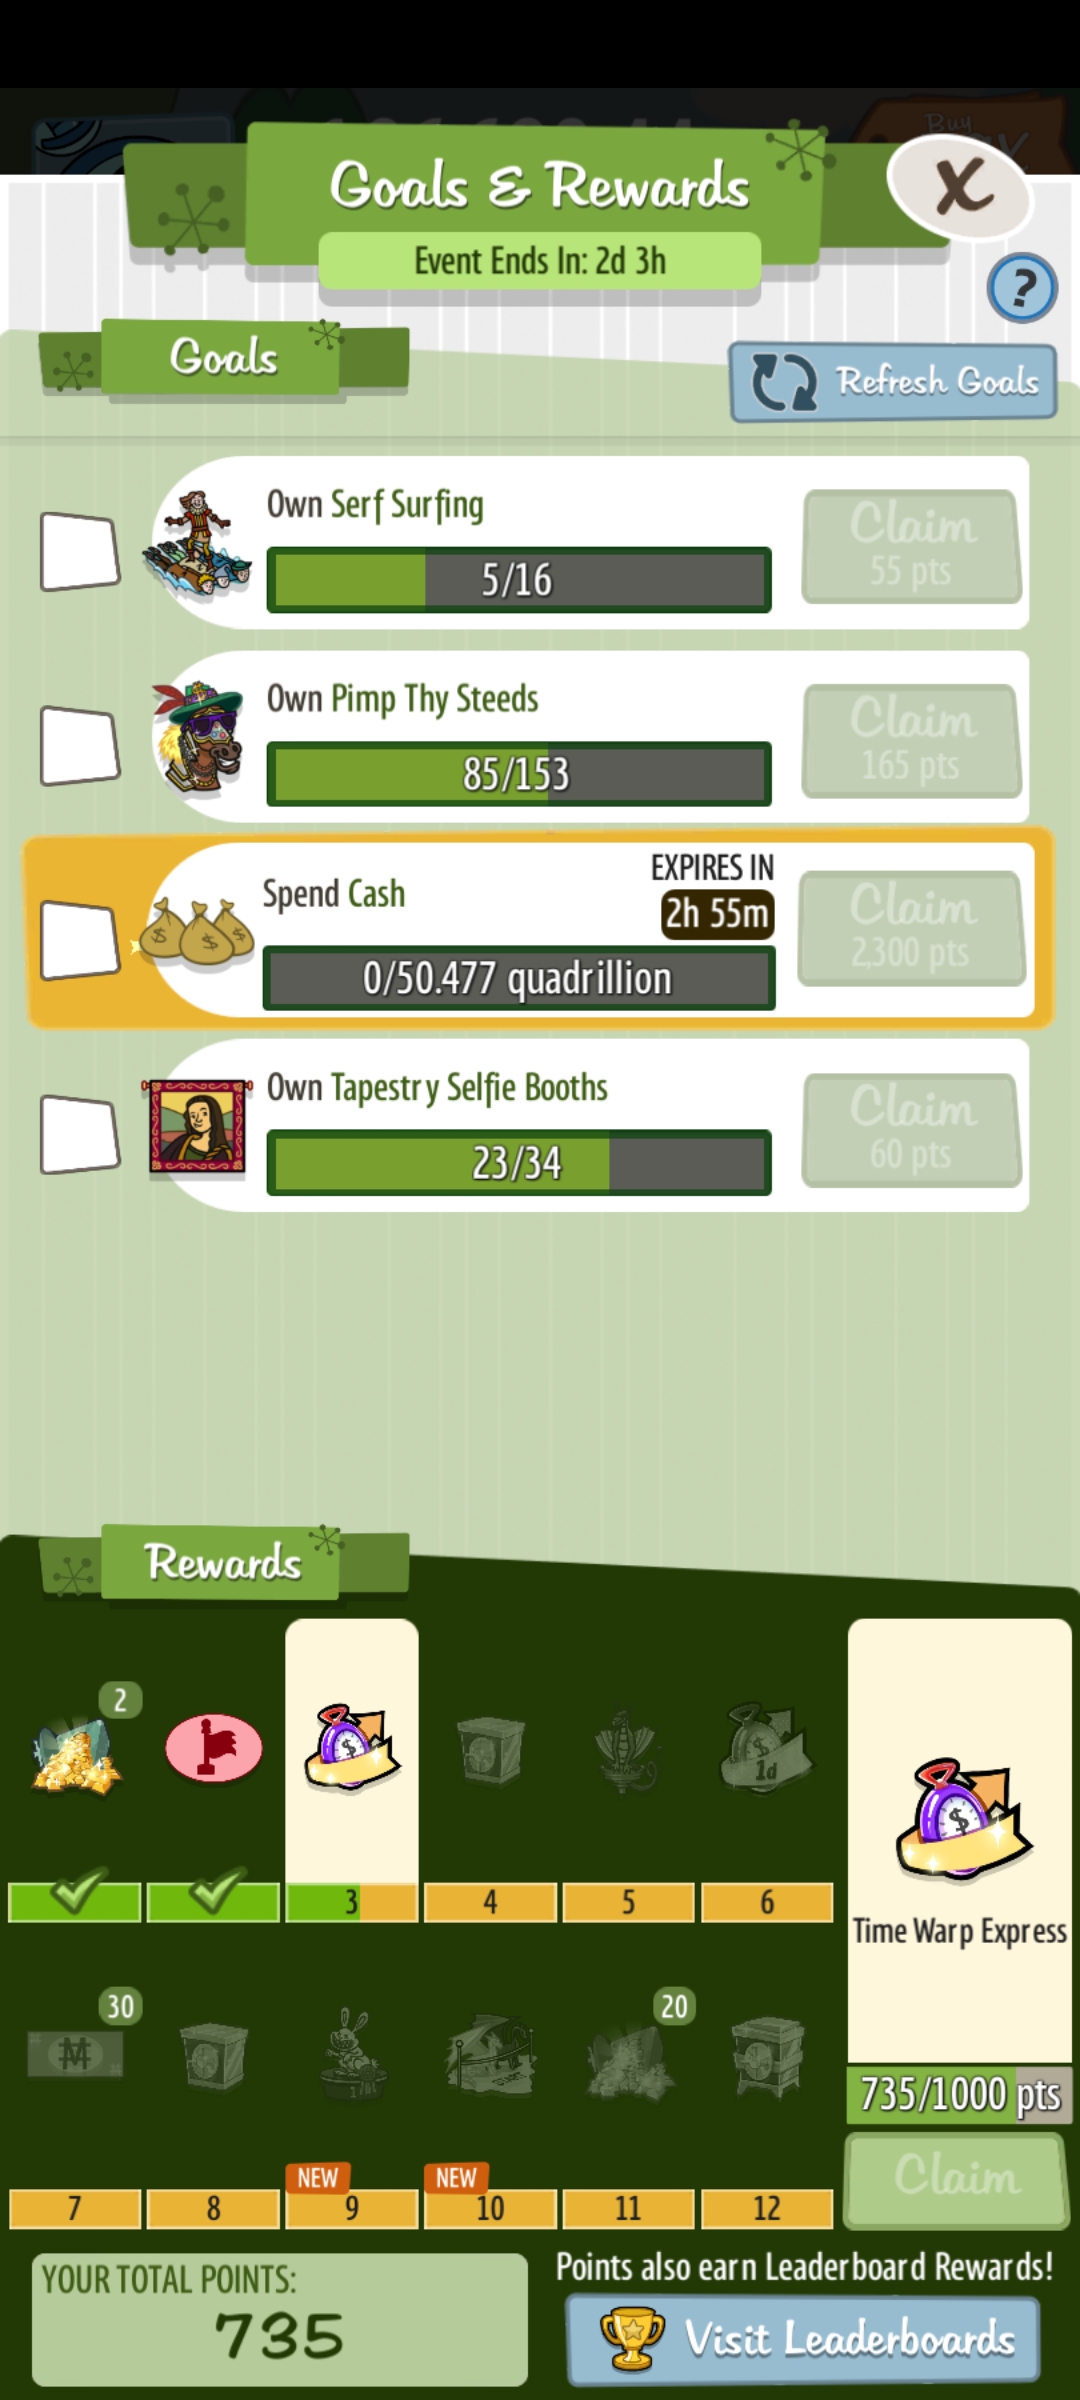 Buy
Goals & Rewards
X
Event Ends In: 2d 3h
?
Goals
Refresh Goals
Own Serf Surfing
5/16
Claim
55 pts
Own Pimp Thy Steeds
85/153
Claim
165 pts
Spend Cash
EXPIRES IN
2h 55m
0/50.477 quadrillion
Claim
2,300 pts
Own Tapestry Selfie Booths
23/34
Claim
60 pts
Rewards
2
1d
3
4
5
6
Time Warp Express
30
20
735/1000 pts
NEW
NEW
7
8
9
10
11
12
Claim
YOUR TOTAL POINTS:
735
Points also earn Leaderboard Rewards!
Visit Leaderboards